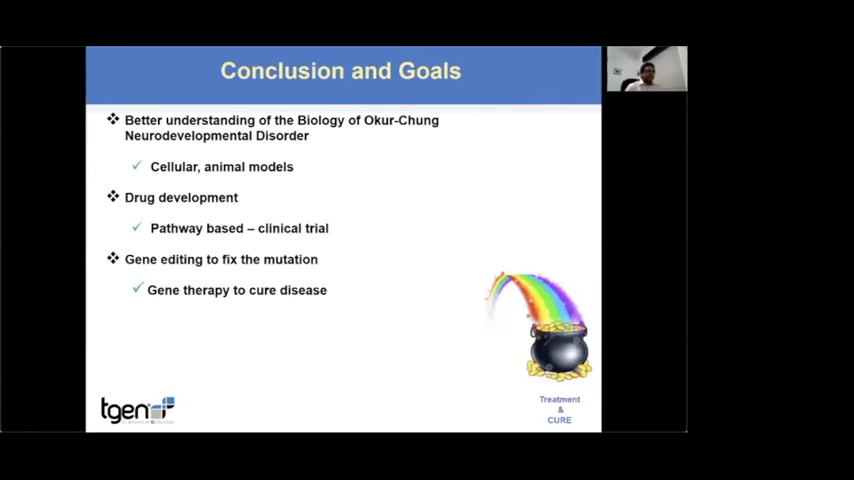 Conclusion and Goals
Better understanding of the Biology of Okur-Chung
Neurodevelopmental Disorder
Cellular, animal models
Drug development
Pathway based – clinical trial
Gene editing to fix the mutation
Gene therapy to cure disease
tgen
Treatment
&
CURE